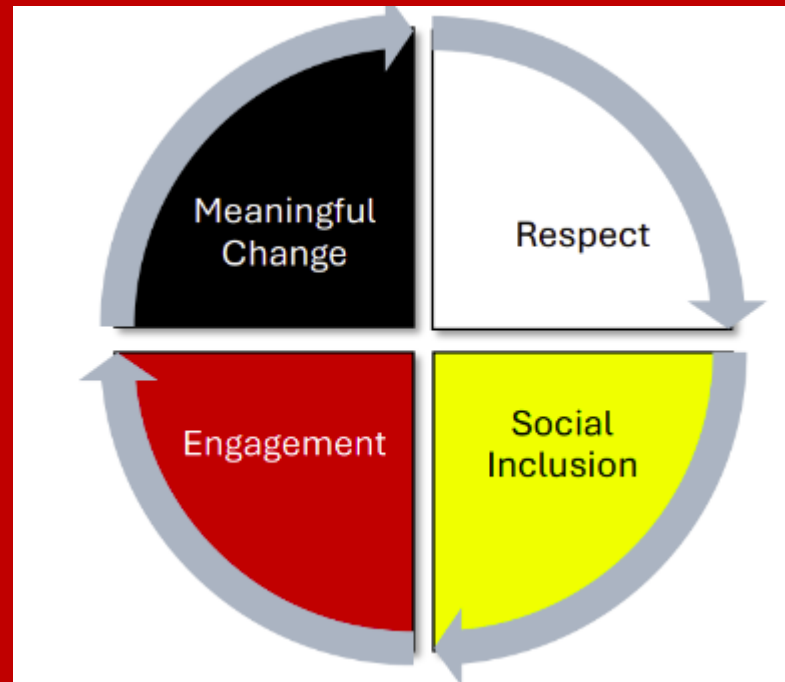 Meaningful
Change
Respect
Engagement
Social
Inclusion